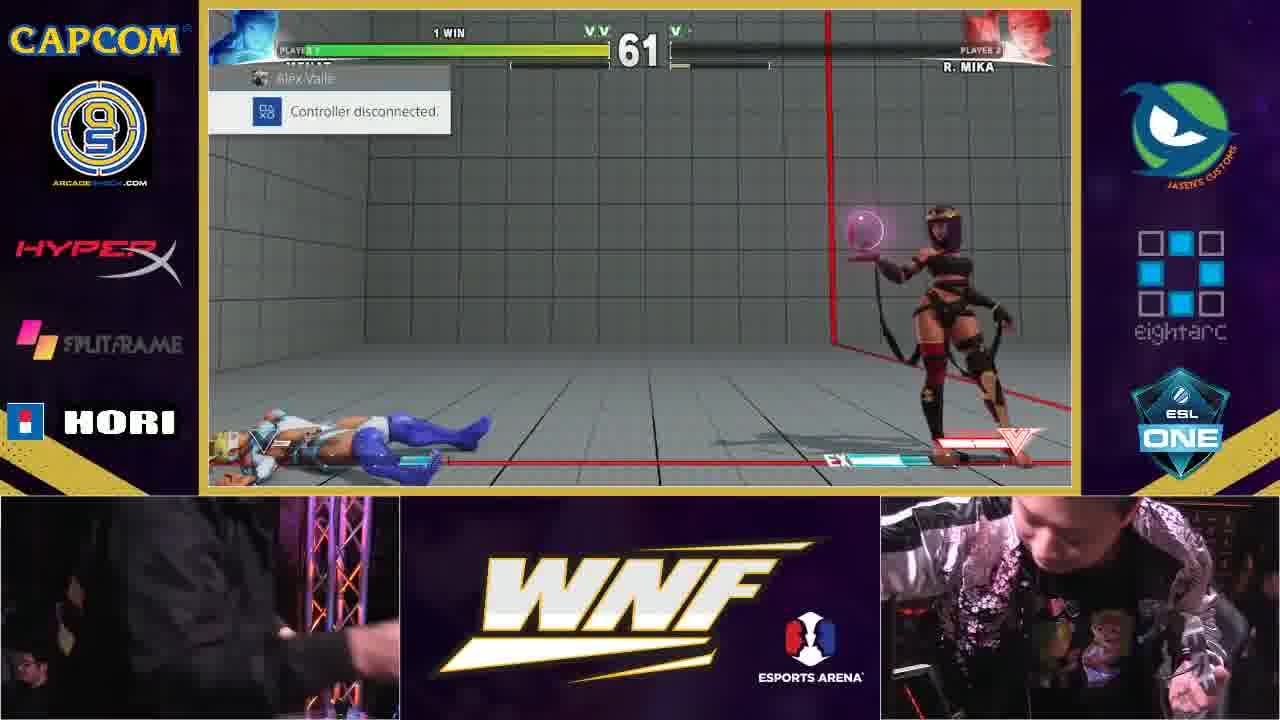 CAPCOM
ARCADESHOCK.COM
HYPERX
SPLITFRAME
HORI
1 WIN
V V
61
V
PLAYER 1
PLAYER 2
MENAT
R. MIKA
Alex Valle
Controller disconnected.
EX
JASEN'S CUSTOMS
eightarc
ESL
ONE
WNF
ESPORTS ARENA